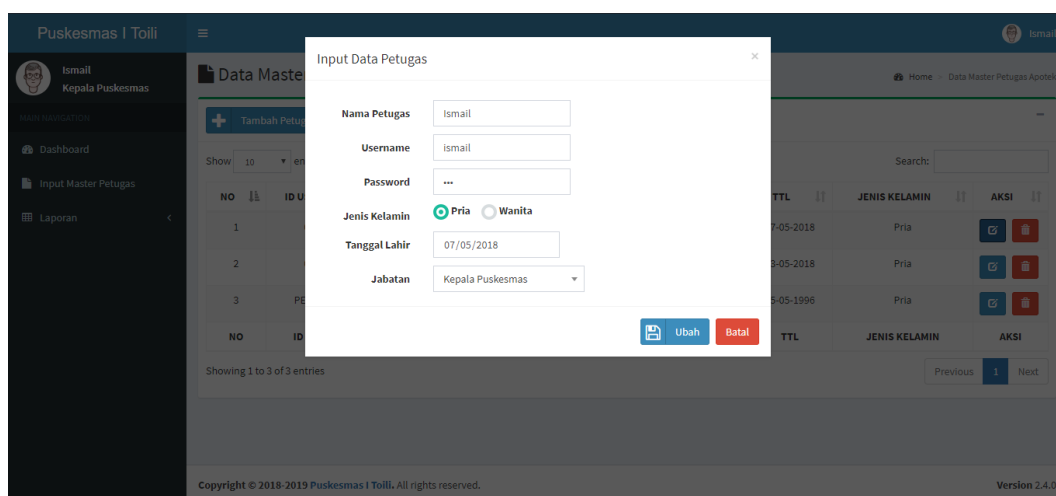 Puskesmas I Toili
Ismail
Ismail
Kepala Puskesmas
MAIN NAVIGATION
Dashboard
Input Master Petugas
Laporan
Data Master
Home > Data Master Petugas Apotek
Tambah
Show 10
Search:
NO ID TTL JENIS KELAMIN AKSI
1 7-05-2018 Pria
2 3-05-2018 Pria
3 PE 5-05-1996 Pria
NO ID TTL JENIS KELAMIN AKSI
Showing 1 to 3 of 3 entries
Previous 1 Next
Input Data Petugas ×
Nama Petugas Ismail
Username ismail
Password •••
Jenis Kelamin Pria Wanita
Tanggal Lahir 07/05/2018
Jabatan Kepala Puskesmas
Ubah Batal
Copyright © 2018-2019 Puskesmas I Toili. All rights reserved.
Version 2.4.0